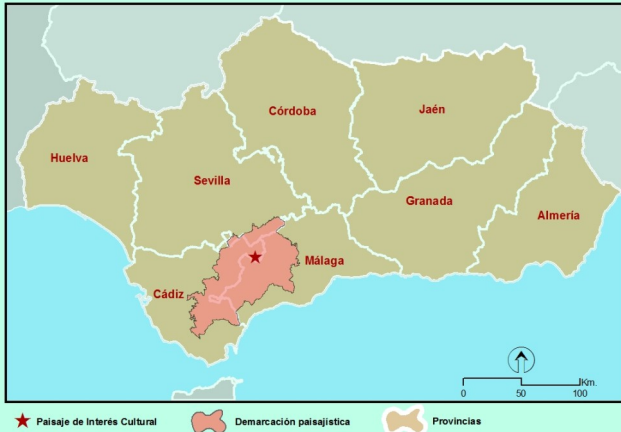 Córdoba
Jaén
Huelva
Sevilla
Granada
Almería
Málaga
Cádiz
0 50 100 Km.
Paisaje de Interés Cultural Demarcación paisajística Provincias